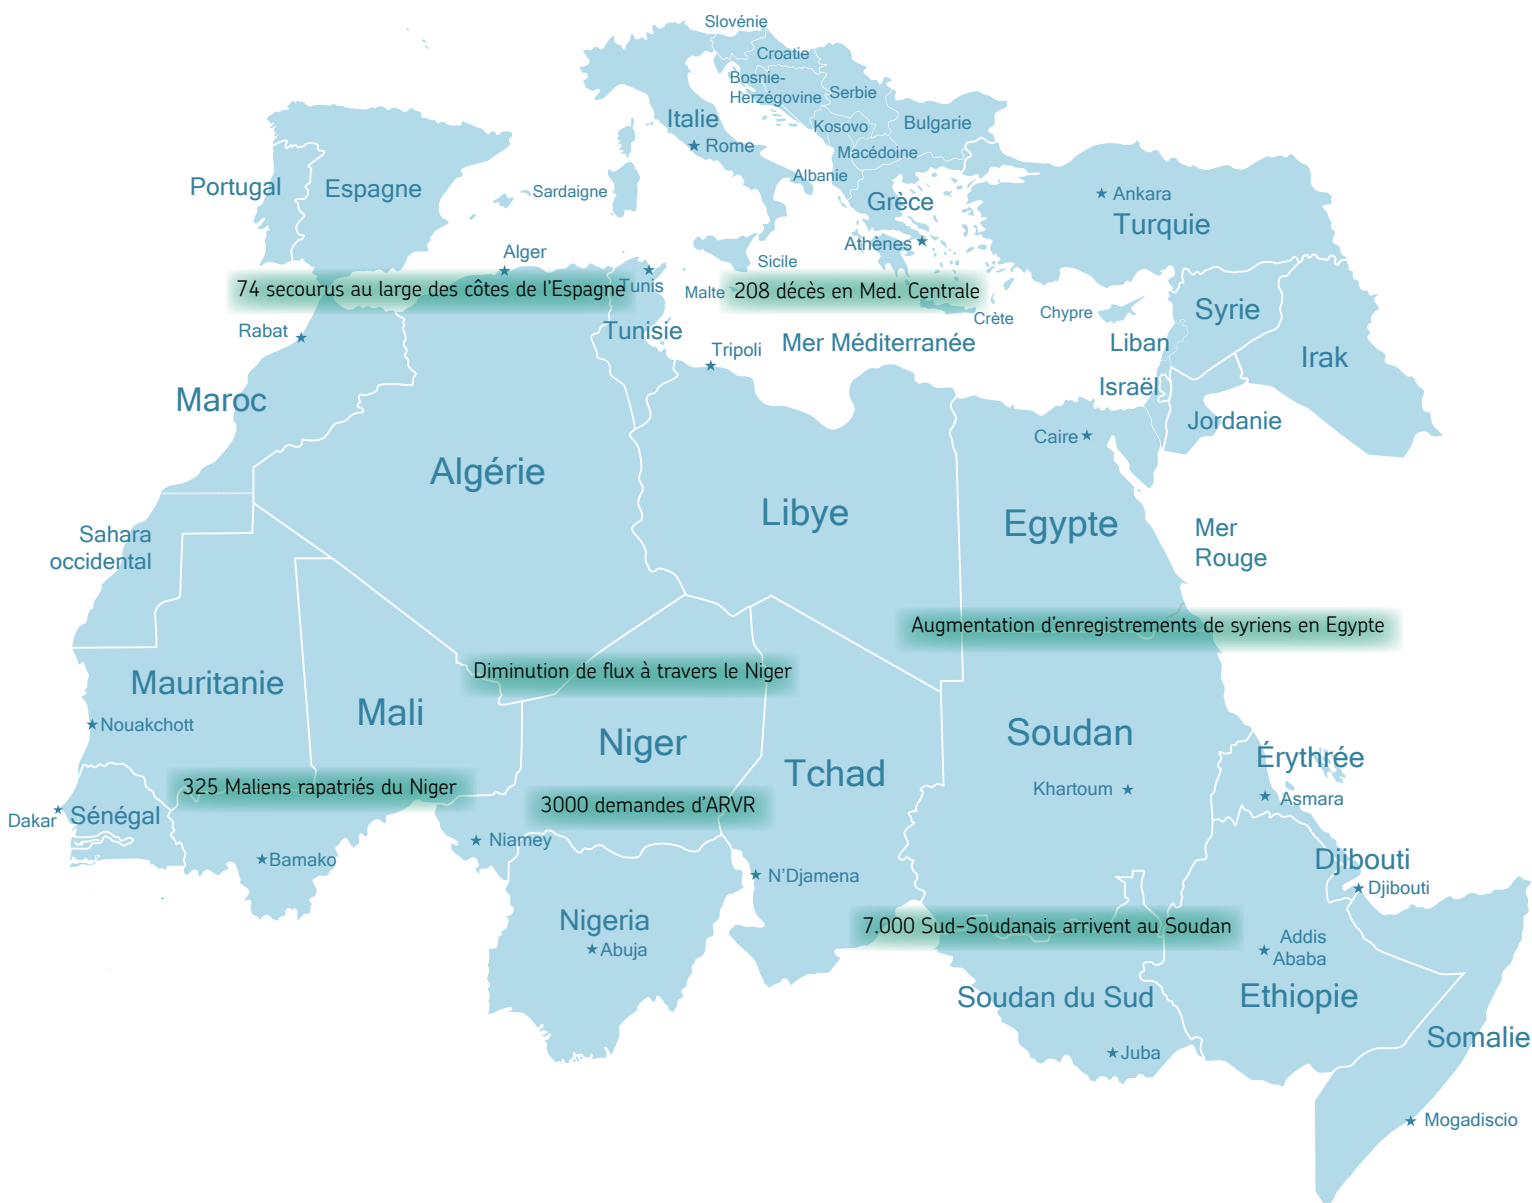 Slovénie
Croatie
Bosnie-
Herzégovine
Serbie
Italie
Rome
Kosovo
Bulgarie
Macédoine
Albanie
Portugal
Espagne
Sardaigne
Grèce
Ankara
Turquie
Athènes
Alger
Sicile
74 secourus au large des côtes de l'Espagne
Tunis
Malte
208 décès en Med. Centrale
Crète
Chypre
Syrie
Rabat
Tunisie
Tripoli
Mer Méditerranée
Liban
Irak
Israël
Maroc
Jordanie
Caire
Algérie
Libye
Egypte
Mer
Rouge
Sahara
occidental
Augmentation d'enregistrements de syriens en Egypte
Diminution de flux à travers le Niger
Mauritanie
Mali
Nouakchott
Niger
Soudan
Tchad
Érythrée
325 Maliens rapatriés du Niger
Khartoum
Asmara
3000 demandes d'ARVR
Dakar
Sénégal
Niamey
Bamako
Djibouti
Djibouti
N'Djamena
Nigeria
Abuja
7.000 Sud-Soudanais arrivent au Soudan
Addis
Ababa
Soudan du Sud
Ethiopie
Somalie
Juba
Mogadiscio